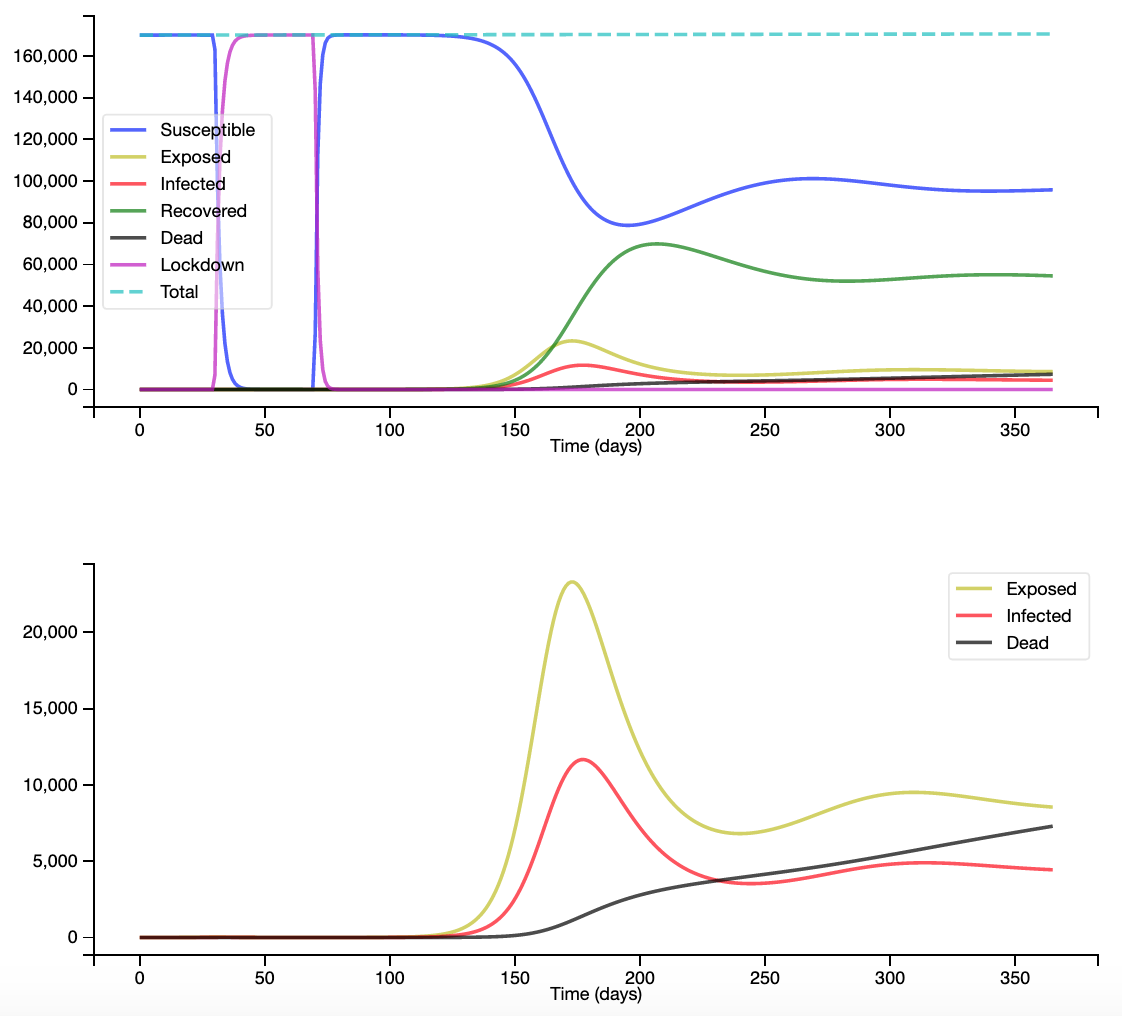 160,000
140,000
120,000
100,000
80,000
60,000
40,000
20,000
0
Susceptible
Exposed
Infected
Recovered
Dead
Lockdown
Total
0 50 100 150 200 250 300 350
Time (days)
20,000
15,000
10,000
5,000
0
Exposed
Infected
Dead
0 50 100 150 200 250 300 350
Time (days)